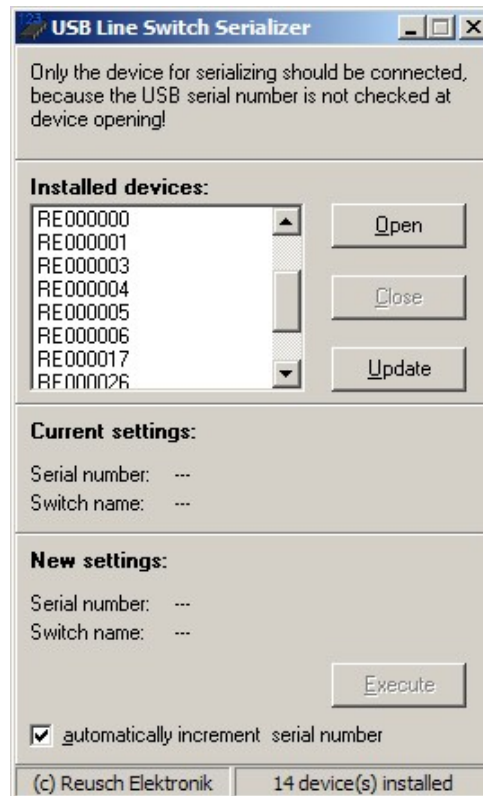 USB Line Switch Serializer
Only the device for serializing should be connected,
because the USB serial number is not checked at
device opening!
Installed devices:
RE000000
RE000001
RE000003
RE000004
RE000005
RE000006
RE000017
RE000026
Open
Close
Update
Current settings:
Serial number: ---
Switch name: ---
New settings:
Serial number: ---
Switch name: ---
Execute
automatically increment serial number
(c) Reusch Elektronik
14 device(s) installed